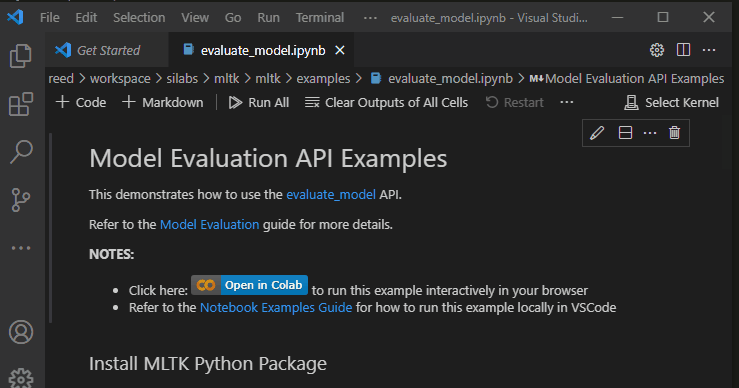 File Edit View Go Run Terminal ··· evaluate_model.ipynb - Visual Studi...
Get Started evaluate_model.ipynb
reed > workspace > silabs > mltk > mltk > examples > evaluate_model.ipynb > M↓Model Evaluation API Examples
+ Code + Markdown Run All Clear Outputs of All Cells Restart ··· Select Kernel
Model Evaluation API Examples
This demonstrates how to use the evaluate_model API.
Refer to the Model Evaluation guide for more details.
NOTES:
• Click here: Open in Colab to run this example interactively in your browser
• Refer to the Notebook Examples Guide for how to run this example locally in VSCode
Install MLTK Python Package